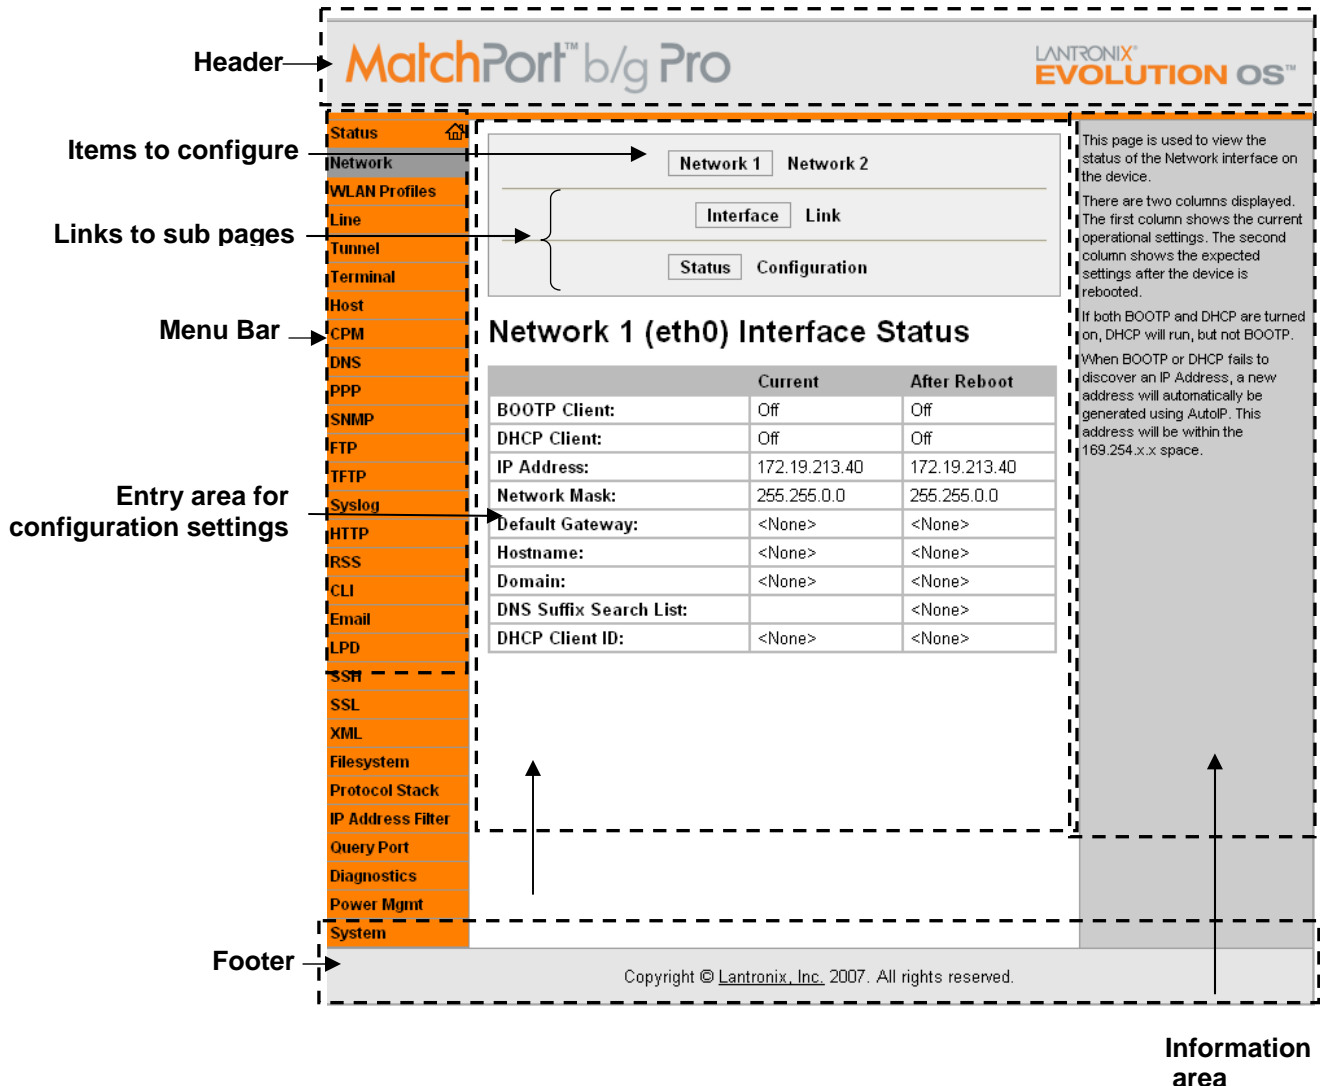 Header
MatchPort™ b/g Pro
LANTRONIX®
EVOLUTION OS™
Items to configure
Links to sub pages
Menu Bar
Entry area for
configuration settings
Footer
Status
Network
WLAN Profiles
Line
Tunnel
Terminal
Host
CPM
DNS
PPP
SNMP
FTP
TFTP
Syslog
HTTP
RSS
CLI
Email
LPD
SSH
SSL
XML
Filesystem
Protocol Stack
IP Address Filter
Query Port
Diagnostics
Power Mgmt
System
Network 1 Network 2
Interface Link
Status Configuration
Network 1 (eth0) Interface Status
Current After Reboot
BOOTP Client: Off Off
DHCP Client: Off Off
IP Address: 172.19.213.40 172.19.213.40
Network Mask: 255.255.0.0 255.255.0.0
Default Gateway: <None> <None>
Hostname: <None> <None>
Domain: <None> <None>
DNS Suffix Search List: <None>
DHCP Client ID: <None> <None>
This page is used to view the
status of the Network interface on
the device.
There are two columns displayed.
The first column shows the current
operational settings. The second
column shows the expected
settings after the device is
rebooted.
If both BOOTP and DHCP are turned
on, DHCP will run, but not BOOTP.
When BOOTP or DHCP fails to
discover an IP Address, a new
address will automatically be
generated using AutoIP. This
address will be within the
169.254.x.x space.
Copyright © Lantronix, Inc. 2007. All rights reserved.
Information
area